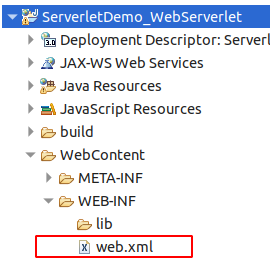 ServerletDemo_WebServerlet
Deployment Descriptor: Serverl
JAX-WS Web Services
Java Resources
JavaScript Resources
build
WebContent
META-INF
WEB-INF
lib
web.xml